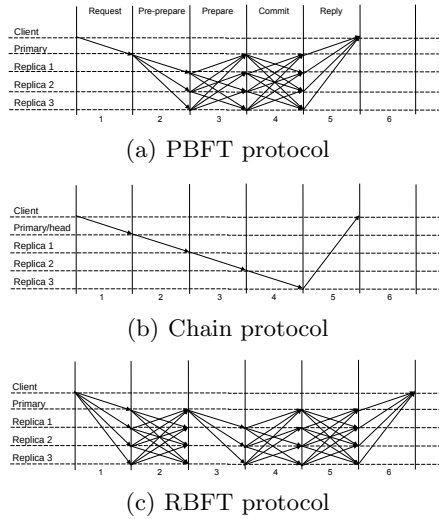 Request Pre-prepare Prepare Commit Reply
Client
Primary
Replica 1
Replica 2
Replica 3
1 2 3 4 5 6
(a) PBFT protocol
Client
Primary/head
Replica 1
Replica 2
Replica 3
1 2 3 4 5 6
(b) Chain protocol
Client
Primary
Replica 1
Replica 2
Replica 3
1 2 3 4 5 6
(c) RBFT protocol